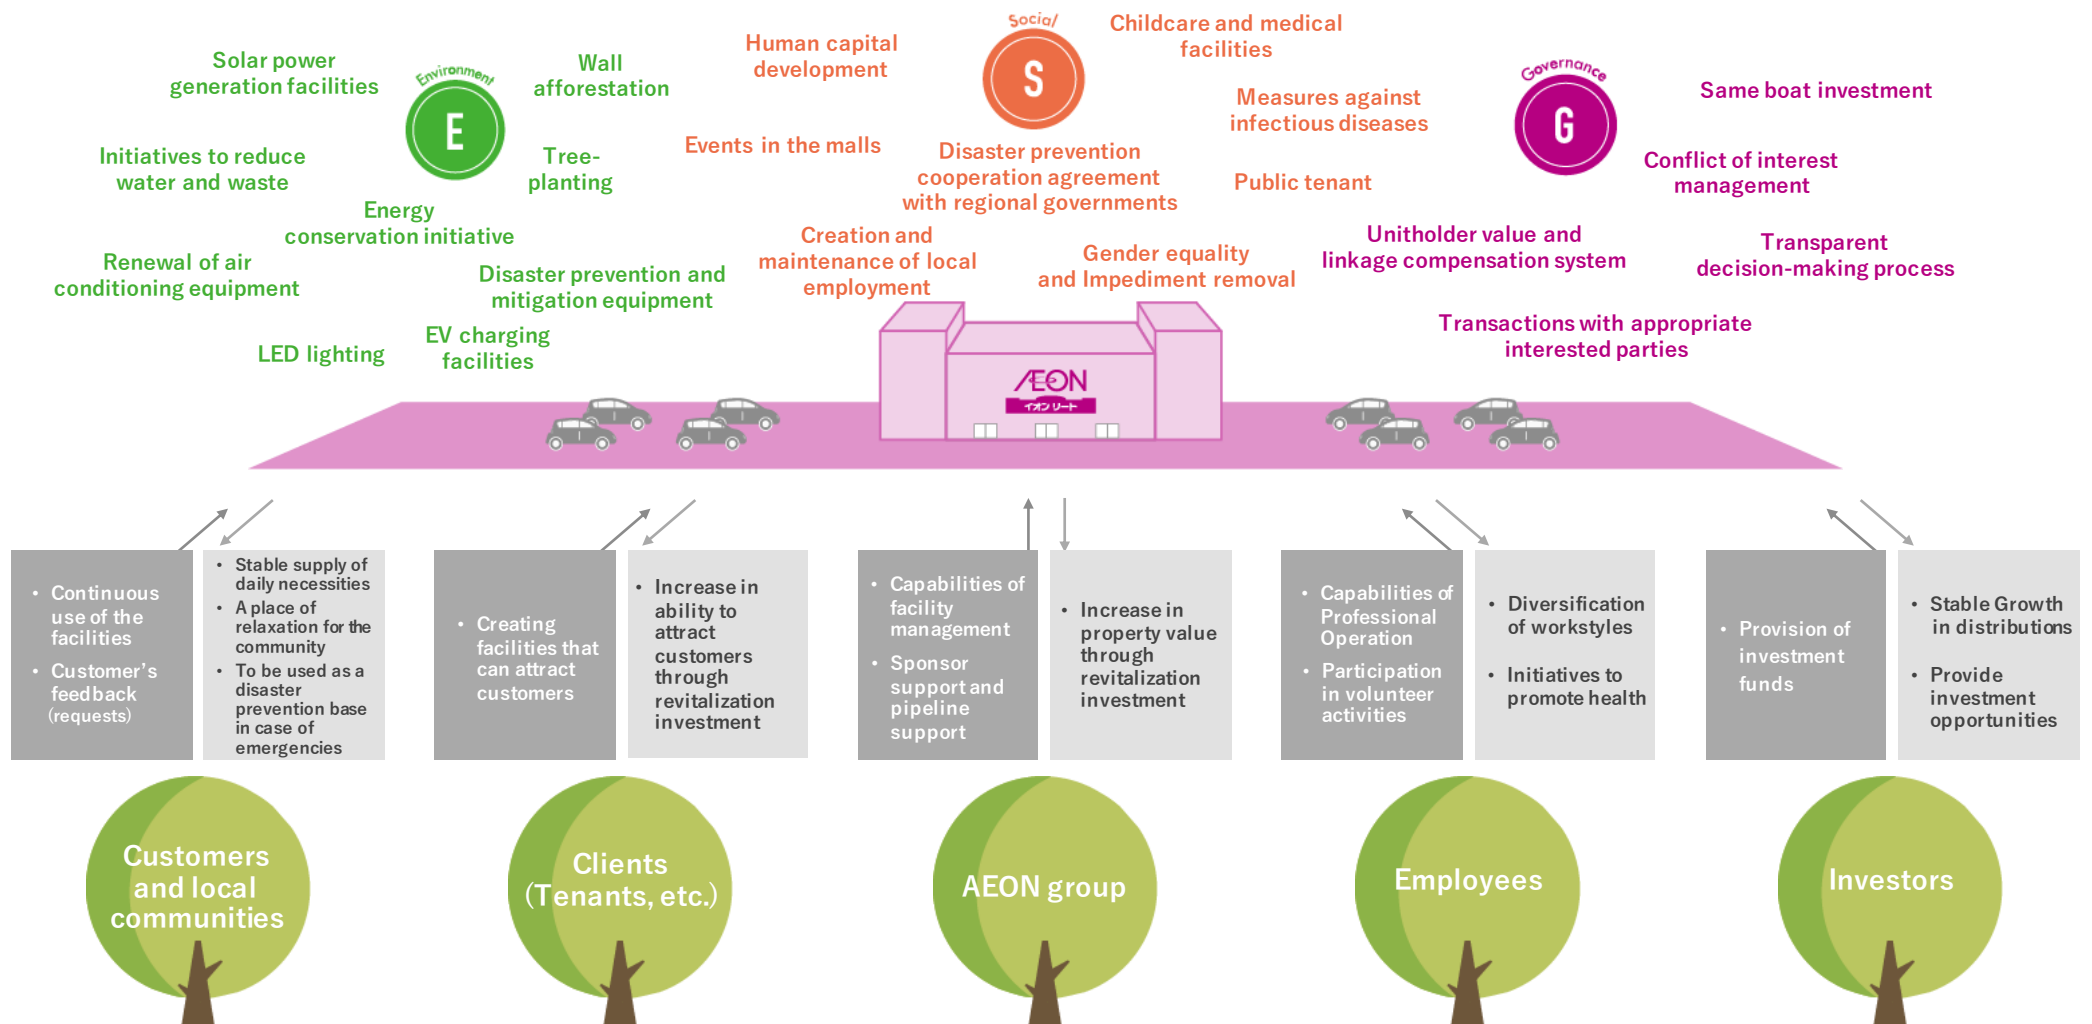 Environment
E
Solar power
generation facilities
Wall
afforestation
Initiatives to reduce
water and waste
Tree-
planting
Energy
conservation initiative
Renewal of air
conditioning equipment
Disaster prevention and
mitigation equipment
LED lighting
EV charging
facilities
Social
S
Human capital
development
Childcare and medical
facilities
Measures against
infectious diseases
Events in the malls
Disaster prevention
cooperation agreement
with regional governments
Public tenant
Creation and
maintenance of local
employment
Gender equality
and Impediment removal
Governance
G
Same boat investment
Conflict of interest
management
Unitholder value and
linkage compensation system
Transparent
decision-making process
Transactions with appropriate
interested parties
ÆON
イオン リート
• Continuous
use of the
facilities
• Customer's
feedback
(requests)
• Stable supply of
daily necessities
• A place of
relaxation for the
community
• To be used as a
disaster
prevention base
in case of
emergencies
• Creating
facilities that
can attract
customers
• Increase in
ability to
attract
customers
through
revitalization
investment
• Capabilities of
facility
management
• Sponsor
support and
pipeline
support
• Increase in
property value
through
revitalization
investment
• Capabilities of
Professional
Operation
• Participation
in volunteer
activities
• Diversification
of workstyles
• Initiatives to
promote health
• Provision of
investment
funds
• Stable Growth
in distributions
• Provide
investment
opportunities
Customers
and local
communities
Clients
(Tenants, etc.)
AEON group
Employees
Investors